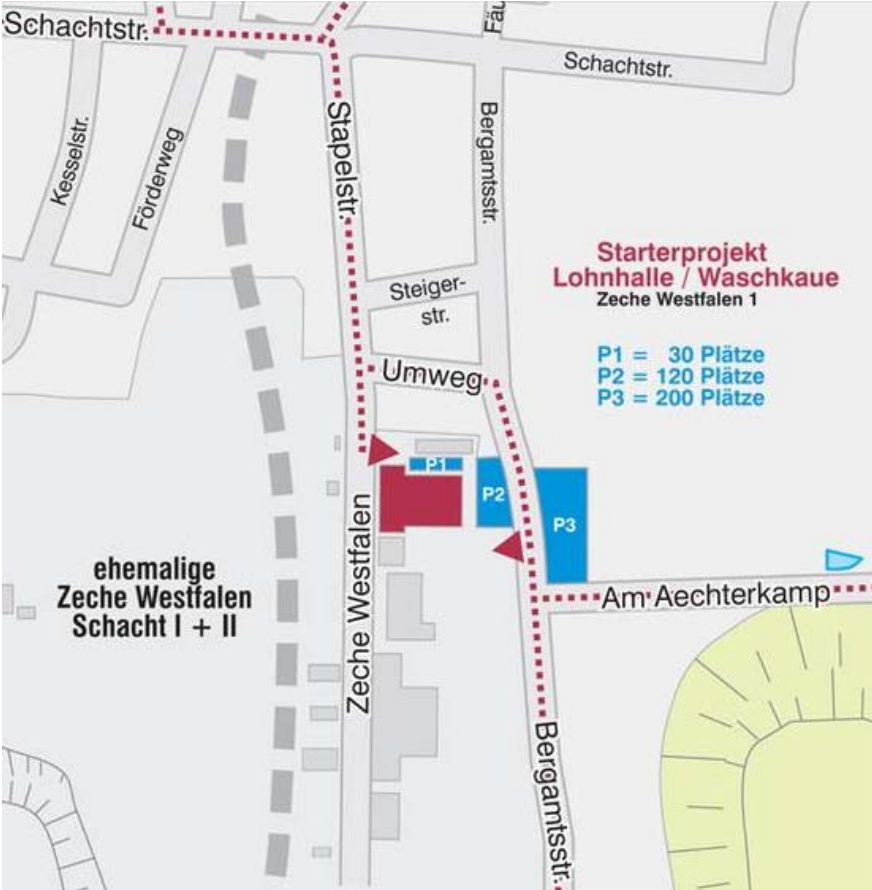 Schachtstr.
Fäu
Schachtstr.
Kesselstr.
Förderweg
Stapelstr.
Bergamtsstr.
Steiger-
str.
Umweg
Starterprojekt
Lohnhalle / Waschkaue
Zeche Westfalen 1
P1 = 30 Plätze
P2 = 120 Plätze
P3 = 200 Plätze
P1
P2
P3
Zeche Westfalen
ehemalige
Zeche Westfalen
Schacht I + II
Am Aechterkamp
Bergamtsstr.